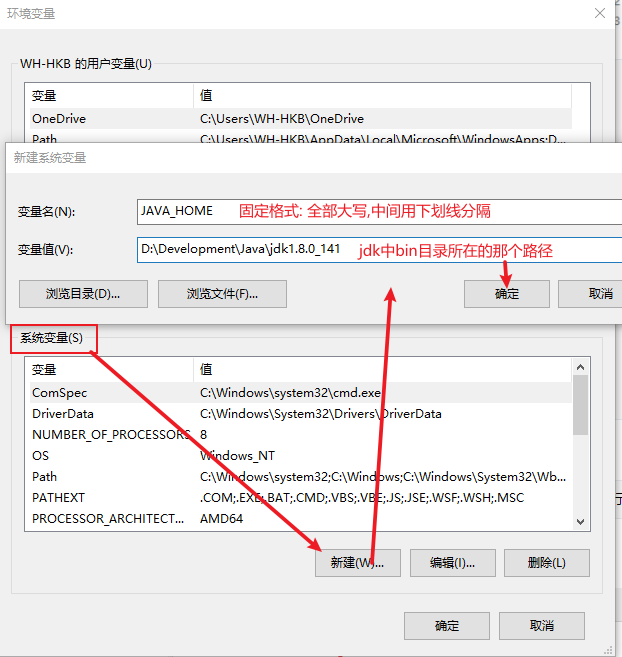 环境变量
WH-HKB 的用户变量(U)
变量 值
OneDrive C:\Users\WH-HKB\OneDrive
Path C:\Users\WH-HKB\AppData\Local\Microsoft\WindowsApps;D...
新建系统变量
变量名(N): JAVA_HOME 固定格式: 全部大写,中间用下划线分隔
变量值(V): D:\Development\Java\jdk1.8.0_141 jdk中bin目录所在的那个路径
浏览目录(D)... 浏览文件(F)... 确定 取消
系统变量(S)
变量 值
ComSpec C:\Windows\system32\cmd.exe
DriverData C:\Windows\System32\Drivers\DriverData
NUMBER_OF_PROCESSORS 8
OS Windows_NT
Path C:\Windows\system32;C:\Windows;C:\Windows\System32\Wb...
PATHEXT .COM;.EXE;.BAT;.CMD;.VBS;.VBE;.JS;.JSE;.WSF;.WSH;.MSC
PROCESSOR_ARCHITECT... AMD64
新建(W)... 编辑(I)... 删除(L)
确定 取消